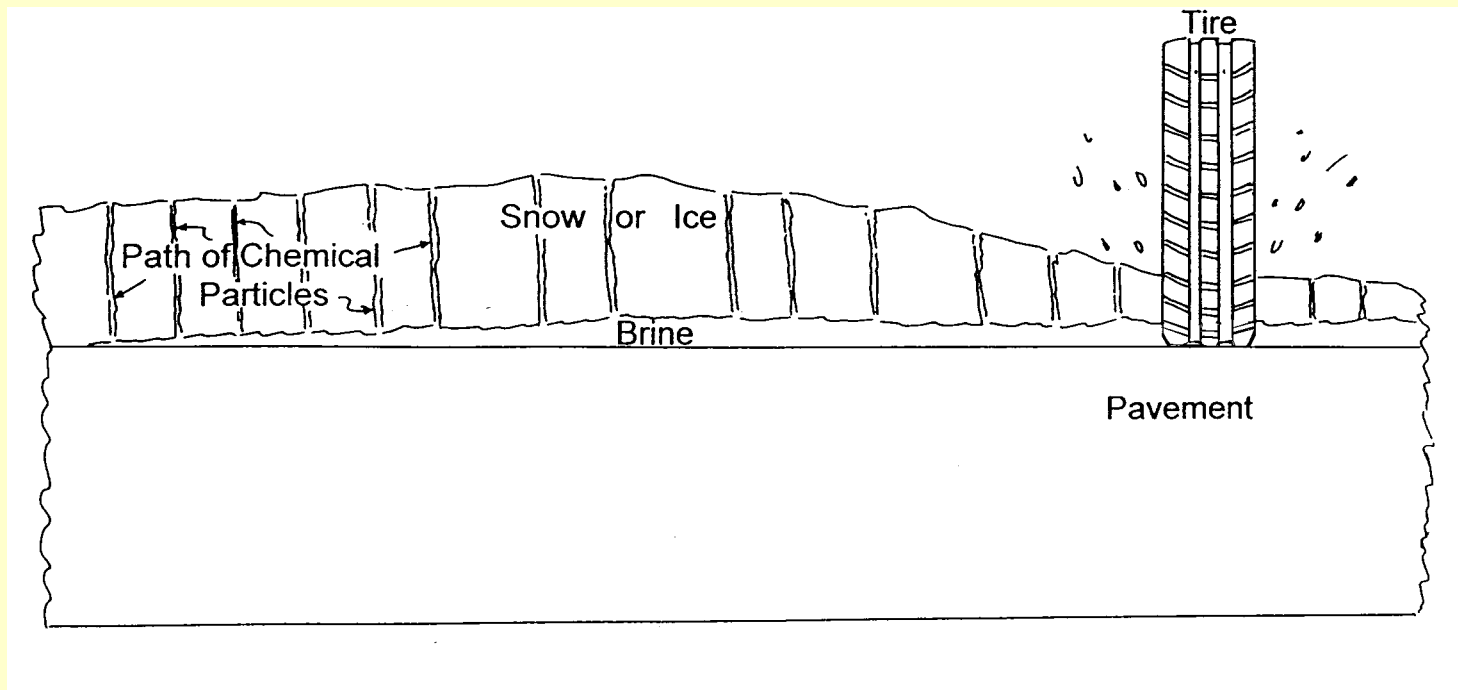 Tire
Snow or Ice
Path of Chemical
Particles
Brine
Pavement